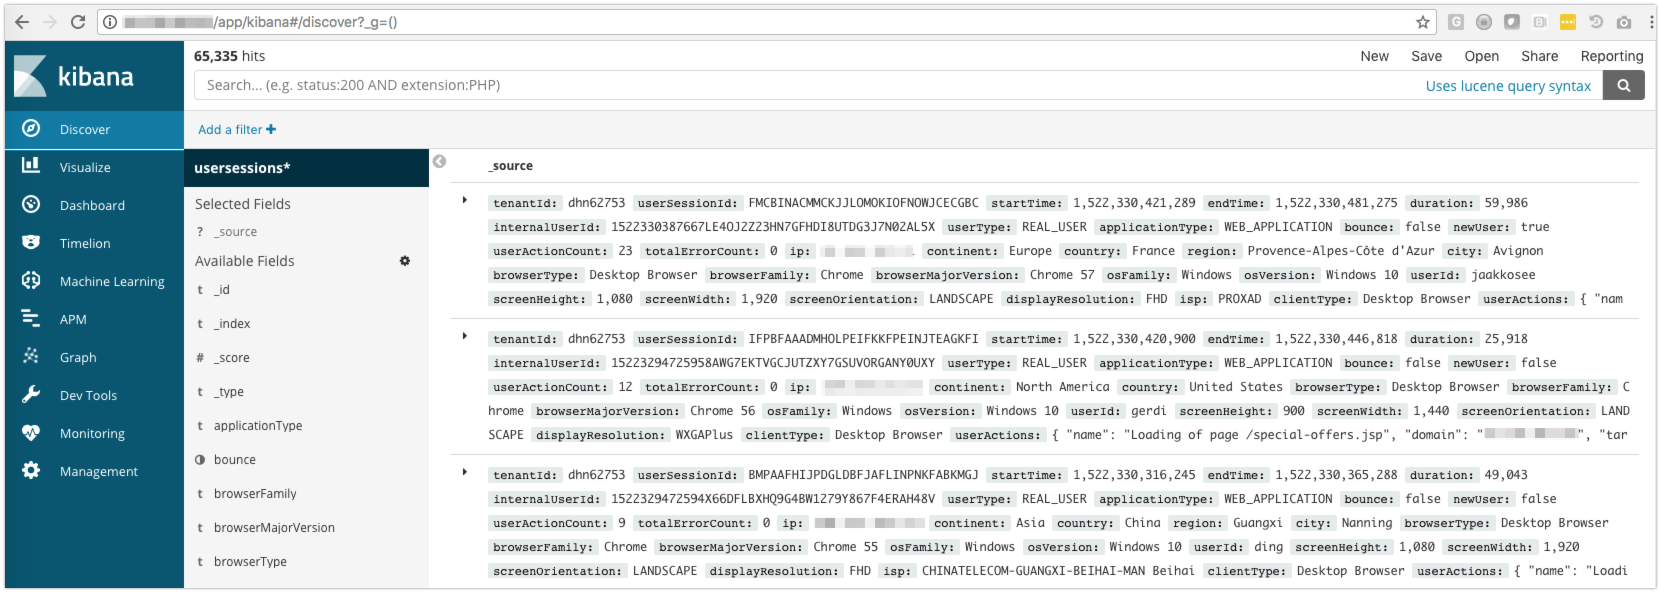 /app/kibana#/discover?_g=()
kibana
65,335 hits
New Save Open Share Reporting
Search... (e.g. status:200 AND extension:PHP)
Uses lucene query syntax
Discover
Visualize
Dashboard
Timelion
Machine Learning
APM
Graph
Dev Tools
Monitoring
Management
Add a filter +
usersessions*
Selected Fields
? _source
Available Fields
t _id
t _index
# _score
t _type
t applicationType
bounce
t browserFamily
t browserMajorVersion
t browserType
_source
tenantId: dhn62753 userSessionId: FMCBINACMMCKJJLOMOKIOFNOWJCECGBC startTime: 1,522,330,421,289 endTime: 1,522,330,481,275 duration: 59,986
internalUserId: 1522330387667LE4OJ2Z23HN7GFHDI8UTDG3J7N02AL5X userType: REAL_USER applicationType: WEB_APPLICATION bounce: false newUser: true
userActionCount: 23 totalErrorCount: 0 ip: continent: Europe country: France region: Provence-Alpes-Côte d'Azur city: Avignon
browserType: Desktop Browser browserFamily: Chrome browserMajorVersion: Chrome 57 osFamily: Windows osVersion: Windows 10 userId: jaakkosee
screenHeight: 1,080 screenWidth: 1,920 screenOrientation: LANDSCAPE displayResolution: FHD isp: PROXAD clientType: Desktop Browser userActions: { "nam
tenantId: dhn62753 userSessionId: IFPBFAAADMHOLPEIFKKFPEINJTEAGKFI startTime: 1,522,330,420,900 endTime: 1,522,330,446,818 duration: 25,918
internalUserId: 15223294725958AWG7EKTVGCJUTZXY7GSUVORGANY0UXY userType: REAL_USER applicationType: WEB_APPLICATION bounce: false newUser: false
userActionCount: 12 totalErrorCount: 0 ip: continent: North America country: United States browserType: Desktop Browser browserFamily: C
hrome browserMajorVersion: Chrome 56 osFamily: Windows osVersion: Windows 10 userId: gerdi screenHeight: 900 screenWidth: 1,440 screenOrientation: LAND
SCAPE displayResolution: WXGAPlus clientType: Desktop Browser userActions: { "name": "Loading of page /special-offers.jsp", "domain": " ", "tar
tenantId: dhn62753 userSessionId: BMPAAFHIJPDGLDBFJAFLINPNKFABKMGJ startTime: 1,522,330,316,245 endTime: 1,522,330,365,288 duration: 49,043
internalUserId: 1522329472594X66DFLBXHQ9G4BW1279Y867F4ERAH48V userType: REAL_USER applicationType: WEB_APPLICATION bounce: false newUser: false
userActionCount: 9 totalErrorCount: 0 ip: continent: Asia country: China region: Guangxi city: Nanning browserType: Desktop Browser
browserFamily: Chrome browserMajorVersion: Chrome 55 osFamily: Windows osVersion: Windows 10 userId: ding screenHeight: 1,080 screenWidth: 1,920
screenOrientation: LANDSCAPE displayResolution: FHD isp: CHINATELECOM-GUANGXI-BEIHAI-MAN Beihai clientType: Desktop Browser userActions: { "name": "Loadi